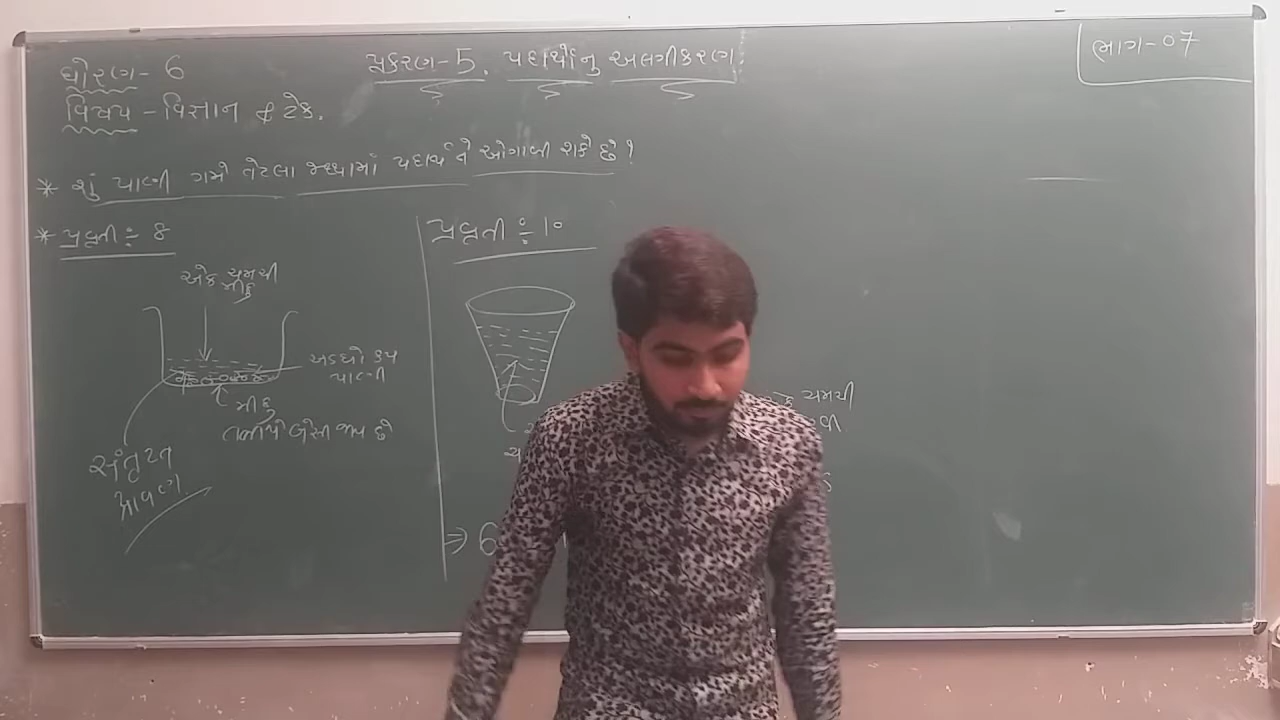 ધોરણ - 6
પ્રકરણ - 5. પદાર્થોનુ અલગીકરણ.
ભાગ - 07
વિષય - વિજ્ઞાન & ટેક.
* શું પાણી ગમે તેટલા જથ્થામાં પદાર્થને ઓગાળી શકે છે ?
* પ્રવૃતી : 8
એક ચમચી
મીઠુ
અડધો કપ
પાણી
મીઠુ
તળીયે બેસી જાય છે
સંતૃપ્ત
દ્રાવણ
પ્રવૃતી : 10
ચમચી
⇒ 6